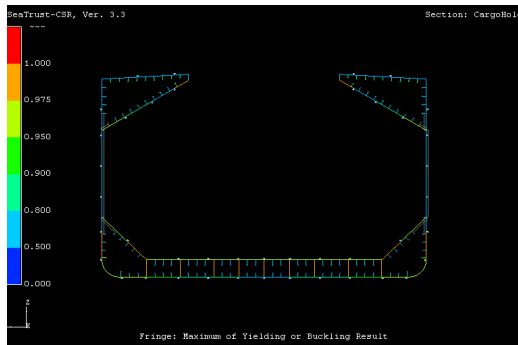 SeaTrust-CSR, Ver. 3.3
Section: CargoHol
1.000
0.975
0.950
0.900
0.800
0.500
0.000
z
Fringe: Maximum of Yielding or Buckling Result